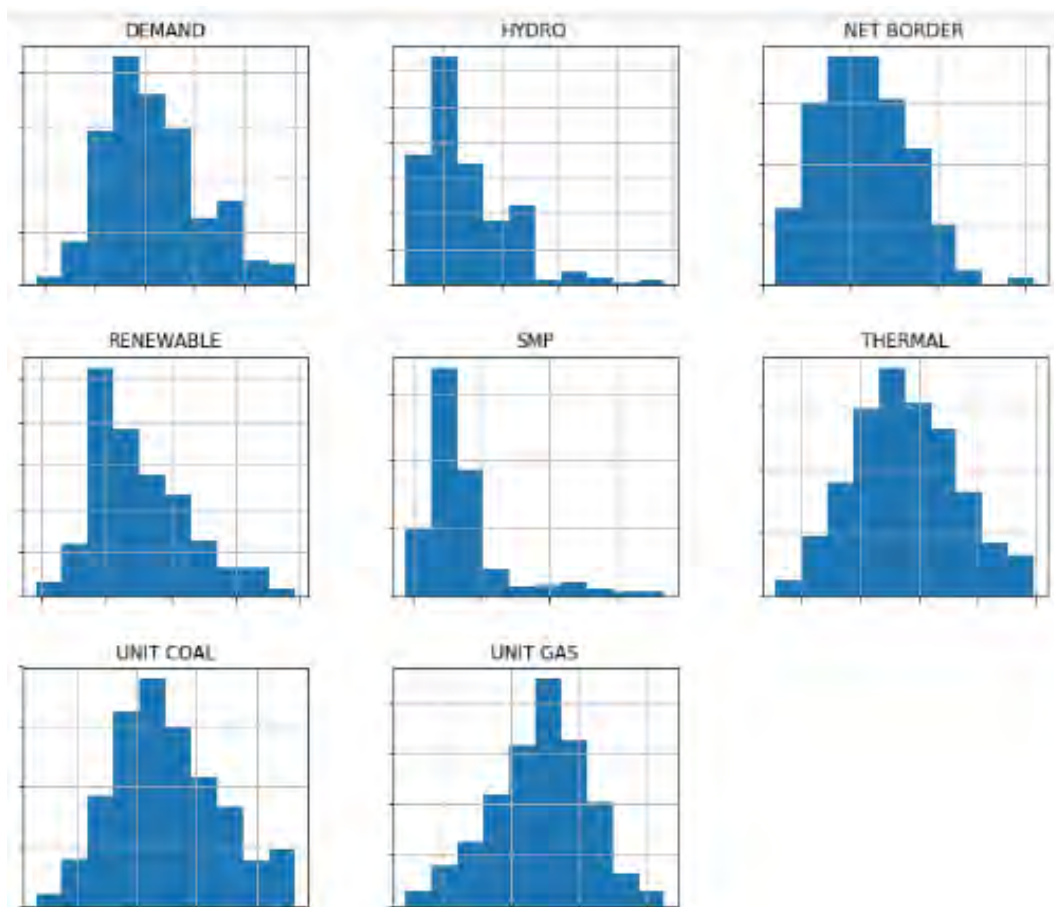 DEMAND
HYDRO
NET BORDER
RENEWABLE
SMP
THERMAL
UNIT COAL
UNIT GAS